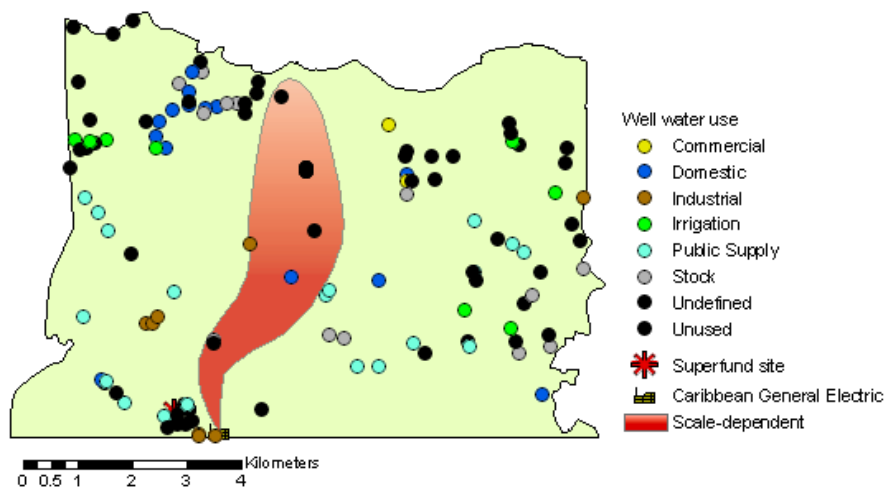 Well water use
Commercial
Domestic
Industrial
Irrigation
Public Supply
Stock
Undefined
Unused
Superfund site
Caribbean General Electric
Scale-dependent
Kilometers
0 0.5 1 2 3 4